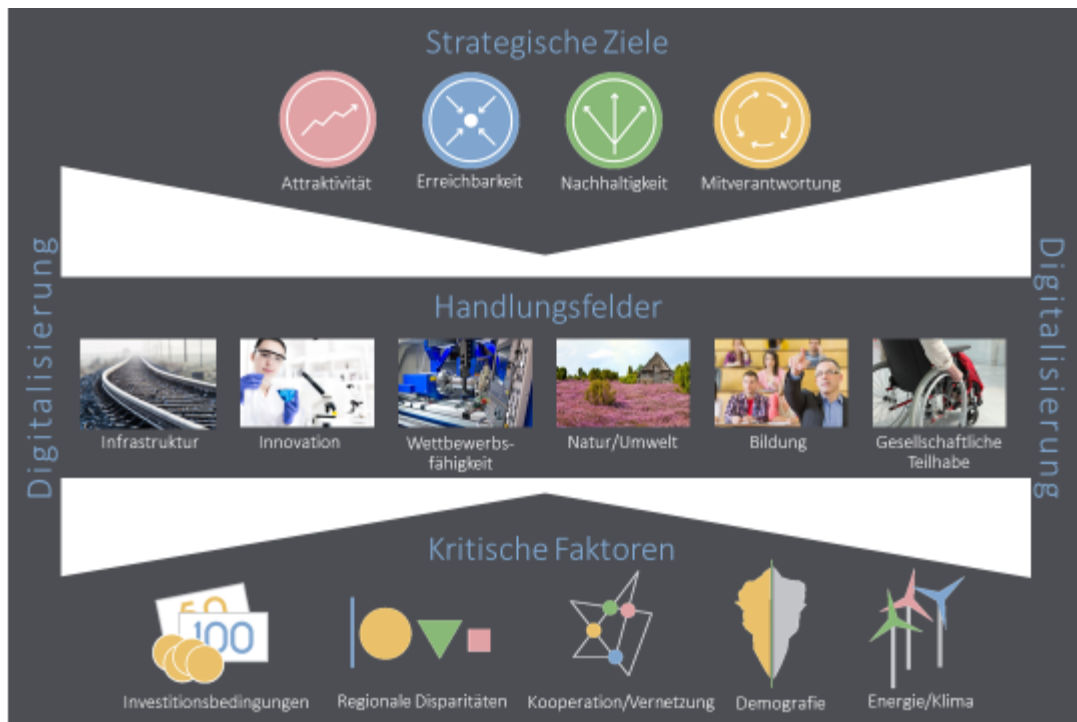 Strategische Ziele
Attraktivität
Erreichbarkeit
Nachhaltigkeit
Mitverantwortung
Digitalisierung
Digitalisierung
Handlungsfelder
Infrastruktur
Innovation
Wettbewerbs-
fähigkeit
Natur/Umwelt
Bildung
Gesellschaftliche
Teilhabe
Kritische Faktoren
50
100
Investitionsbedingungen
Regionale Disparitäten
Kooperation/Vernetzung
Demografie
Energie/Klima